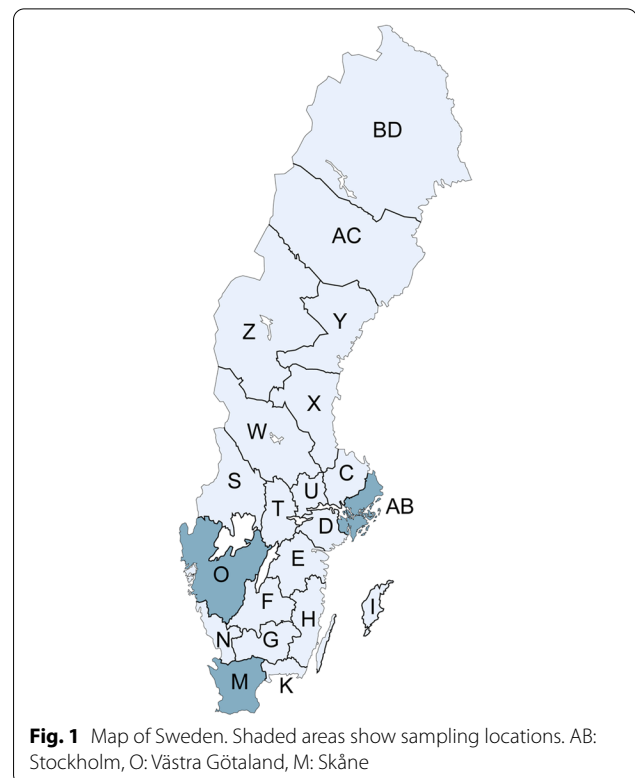 BD
AC
Y
Z
X
W
S
C
U
T
AB
D
E
O
F
I
H
N
G
M
K
Fig. 1 Map of Sweden. Shaded areas show sampling locations. AB:
Stockholm, O: Västra Götaland, M: Skåne